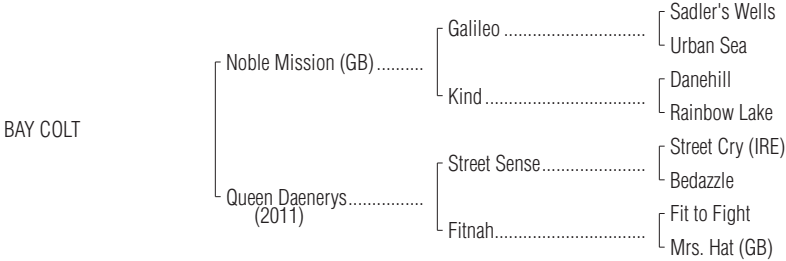 Sadler's Wells
Galileo ..............................
Urban Sea
Noble Mission (GB)..........
Danehill
Kind..................................
Rainbow Lake
BAY COLT
Street Cry (IRE)
Street Sense......................
Bedazzle
Queen Daenerys................
(2011)
Fit to Fight
Fitnah................................
Mrs. Hat (GB)